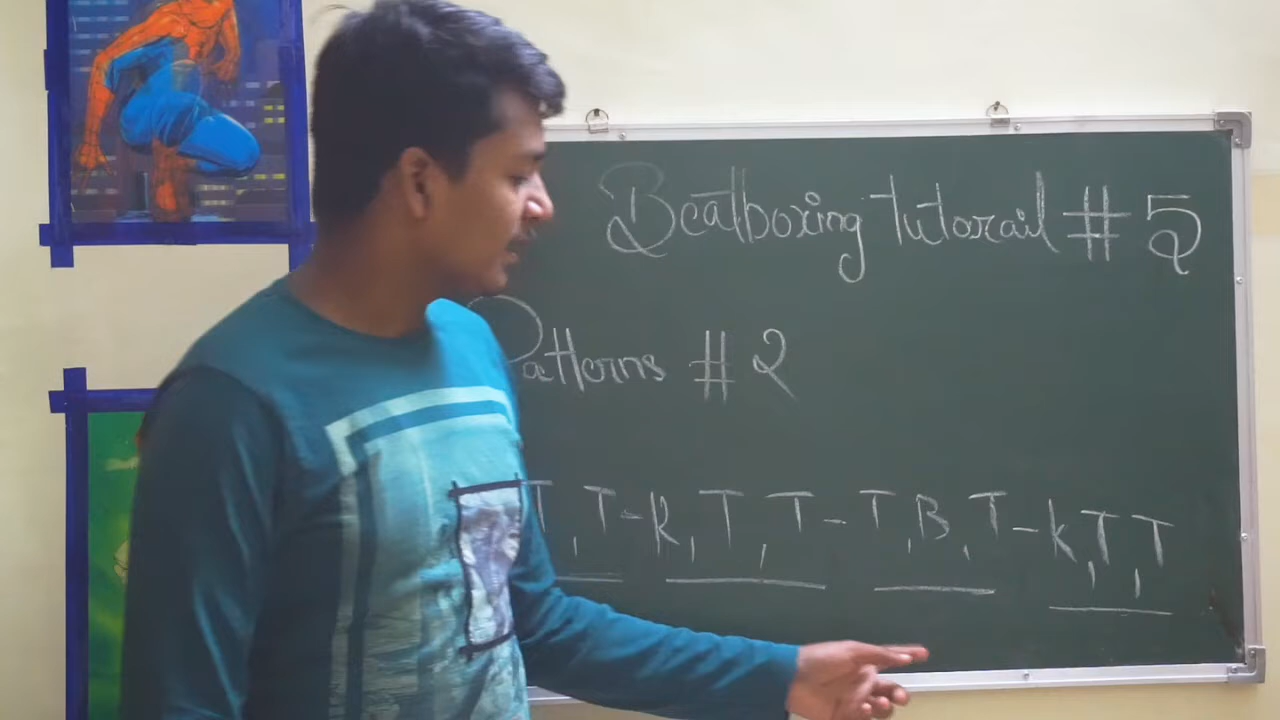 Beatboxing tutorail #5
Patterns #2
T, T - K, T, T - T, B, T - K, T, T